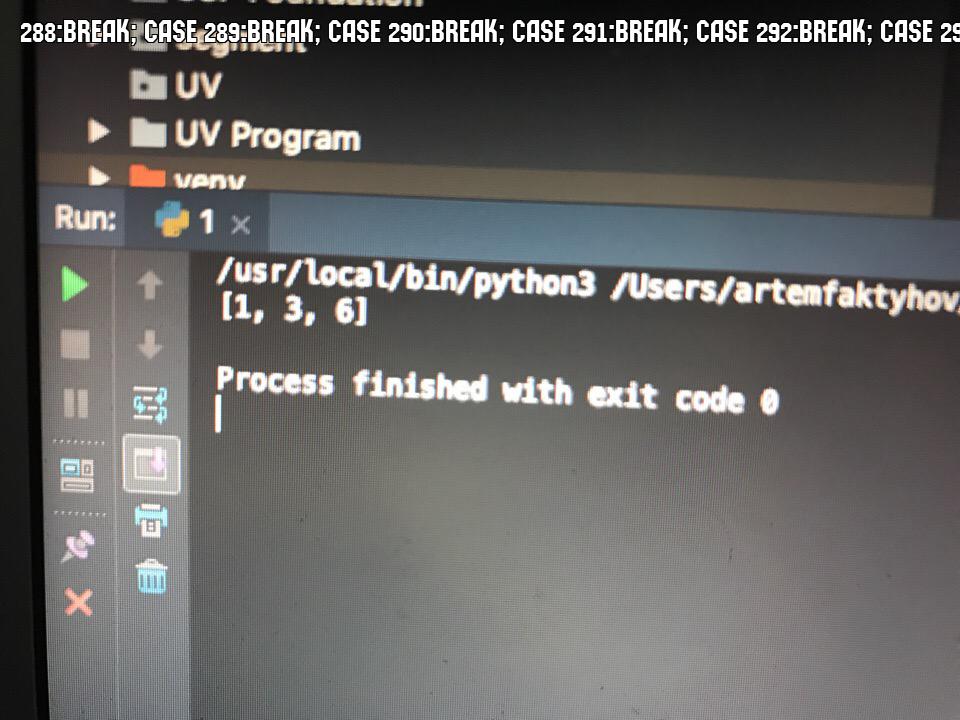 288:BREAK; CASE 289:BREAK; CASE 290:BREAK; CASE 291:BREAK; CASE 292:BREAK; CASE 29
segment
UV
UV Program
venv
Run: 1
/usr/local/bin/python3 /Users/artemfaktyhov
[1, 3, 6]
Process finished with exit code 0